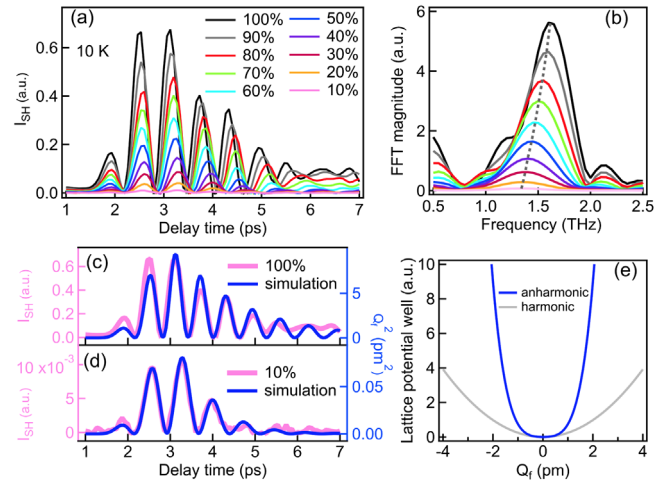 (a)
I_SH (a.u.)
0.6
0.4
0.2
0.0
10 K
100%
90%
80%
70%
60%
50%
40%
30%
20%
10%
1 2 3 4 5 6 7
Delay time (ps)
(b)
FFT magnitude (a.u.)
6
4
2
0
0.5 1.0 1.5 2.0 2.5
Frequency (THz)
(c)
I_SH (a.u.)
0.6
0.3
0.0
100%
simulation
9
5
0
Q_f^2 (pm^2)
(d)
I_SH (a.u.)
10 x10^-3
5
0
10%
simulation
0.05
0.00
1 2 3 4 5 6 7
Delay time (ps)
(e)
Lattice potential well (a.u.)
10
8
6
4
2
0
anharmonic
harmonic
-4 -2 0 2 4
Q_f (pm)